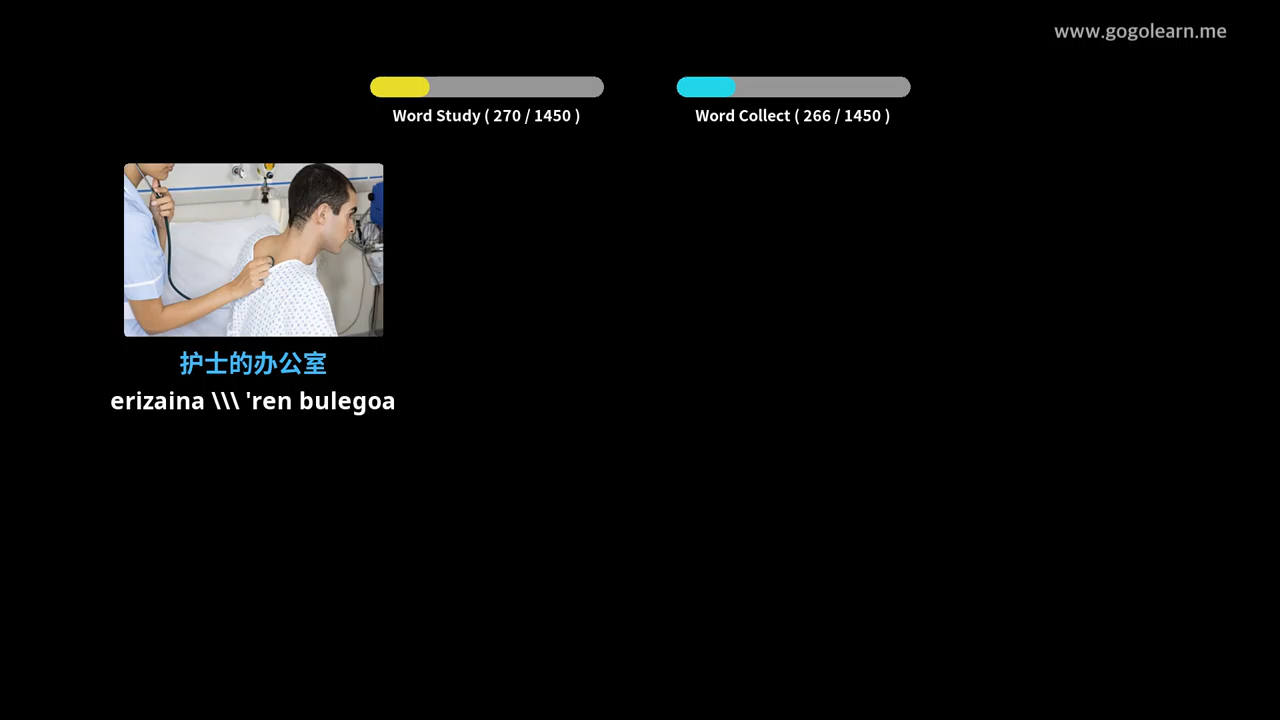 www.gogolearn.me
Word Study ( 270 / 1450 )
Word Collect ( 266 / 1450 )
护士的办公室
erizaina \\\ 'ren bulegoa